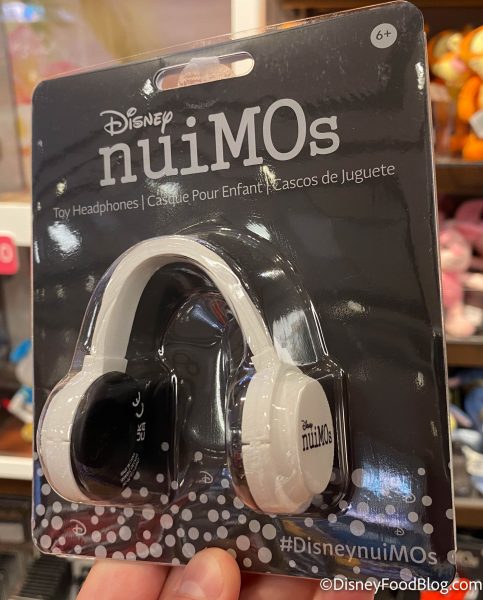 6+
Disney
nuiMOs
Toy Headphones | Casque Pour Enfant | Cascos de Juguete
Disney
nuiMOs
#DisneynuiMOs
©DisneyFoodBlog.com